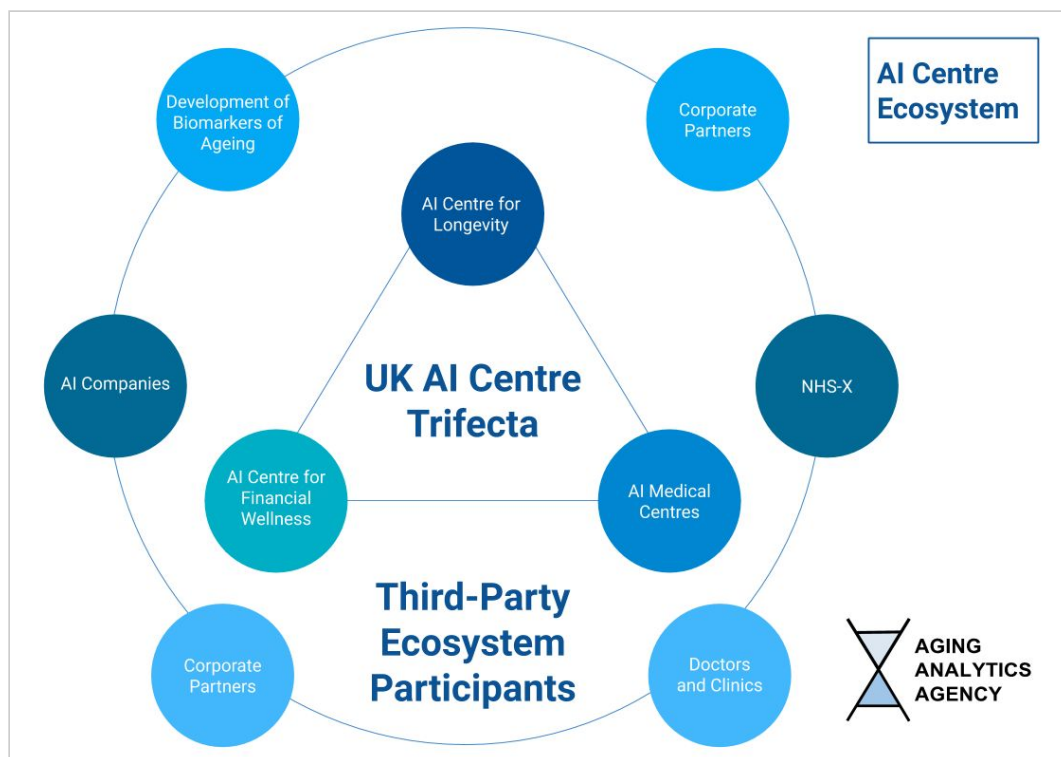 Development of
Biomarkers of
Ageing
Corporate
Partners
AI Centre
Ecosystem
AI Centre for
Longevity
AI Companies
UK AI Centre
Trifecta
NHS-X
AI Centre for
Financial
Wellness
AI Medical
Centres
Third-Party
Ecosystem
Participants
Corporate
Partners
Doctors
and Clinics
AGING
ANALYTICS
AGENCY